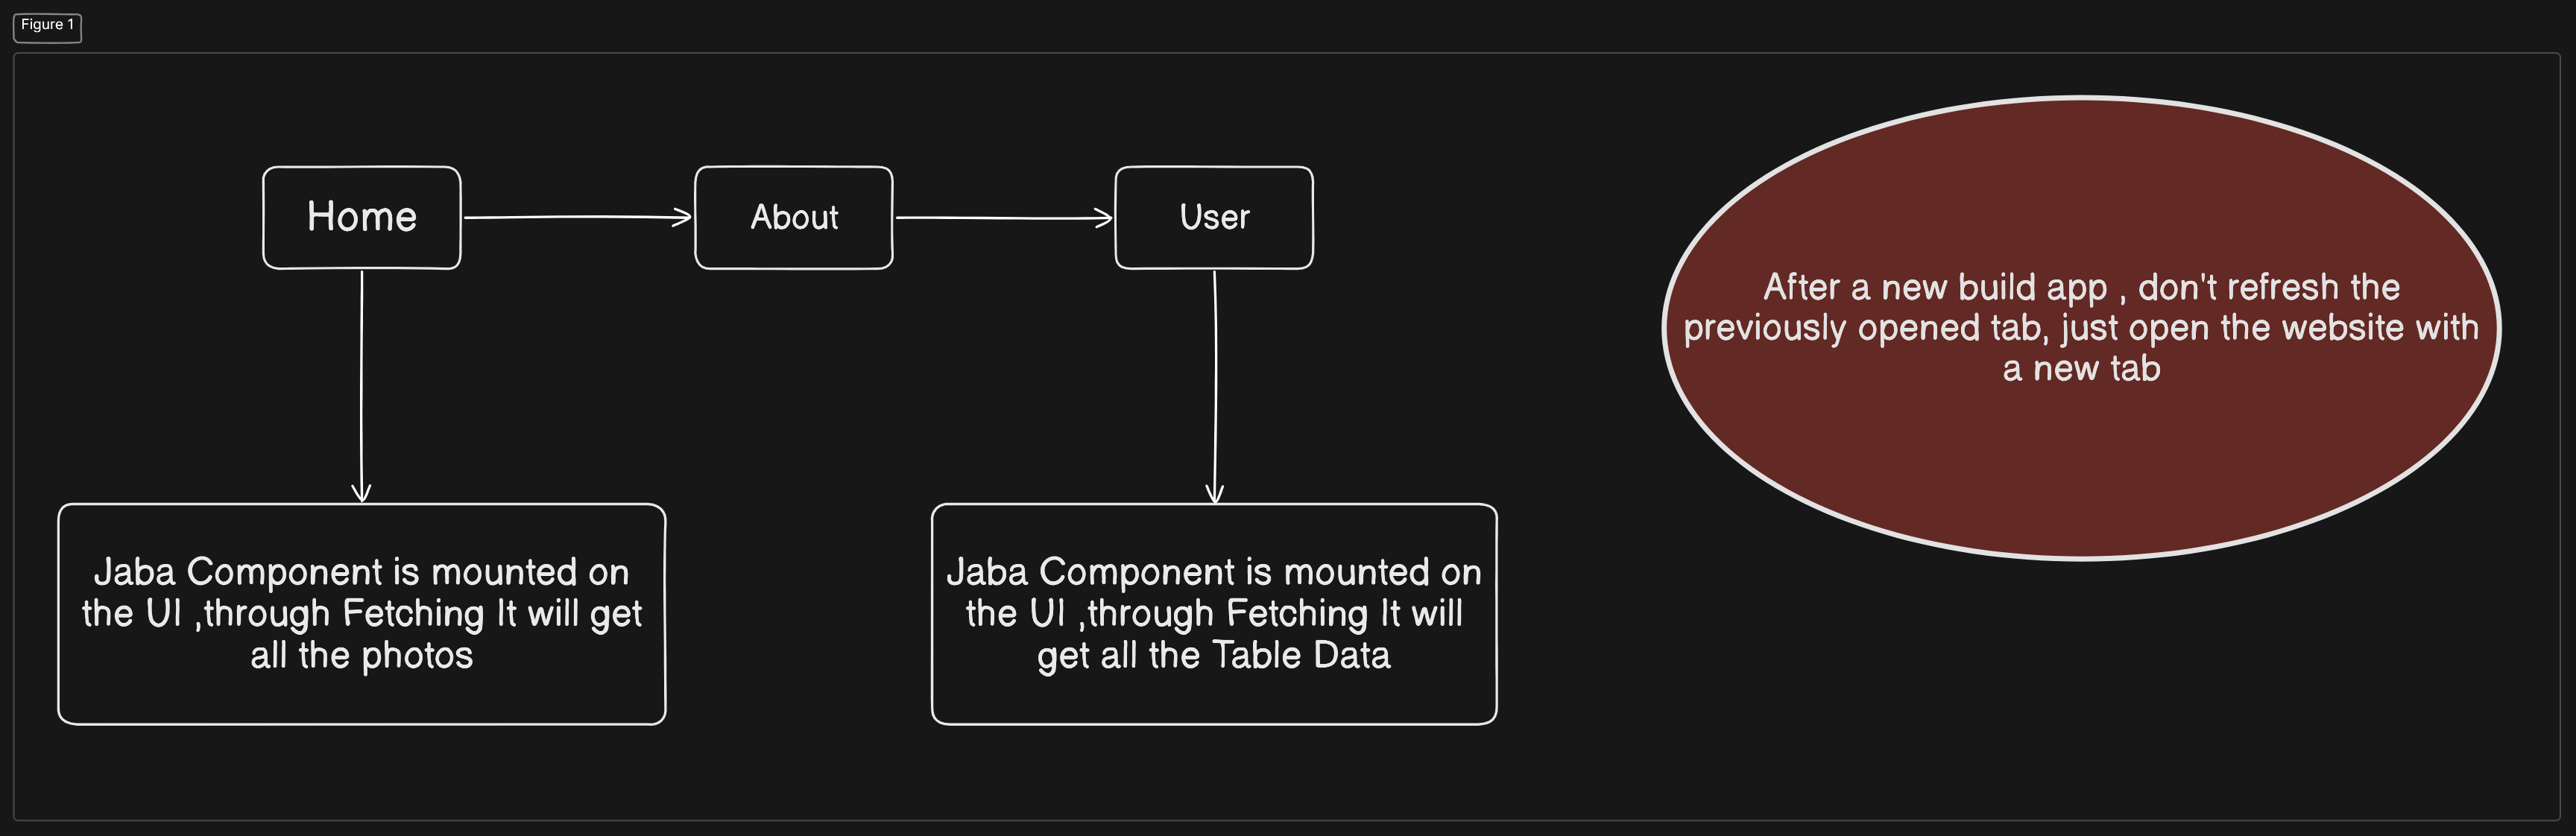 Figure 1
Home
About
User
After a new build app , don't refresh the
previously opened tab, just open the website with
a new tab
Jaba Component is mounted on
the UI ,through Fetching It will get
all the photos
Jaba Component is mounted on
the UI ,through Fetching It will
get all the Table Data